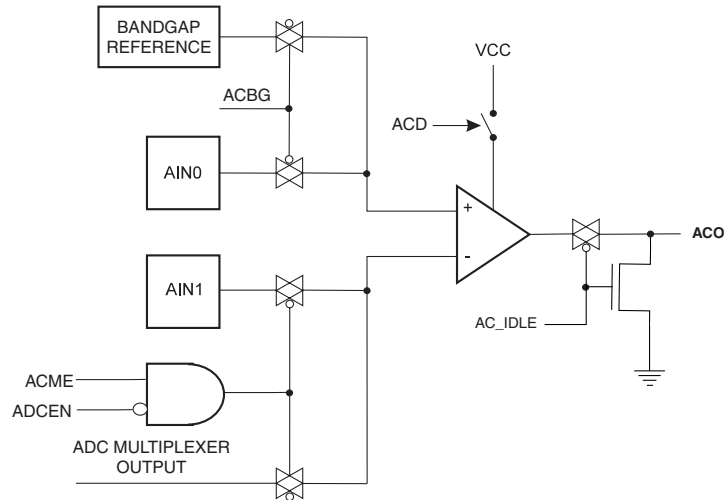 BANDGAP
REFERENCE
VCC
ACBG
ACD
AIN0
+
ACO
-
AIN1
AC_IDLE
ACME
ADCEN
ADC MULTIPLEXER
OUTPUT